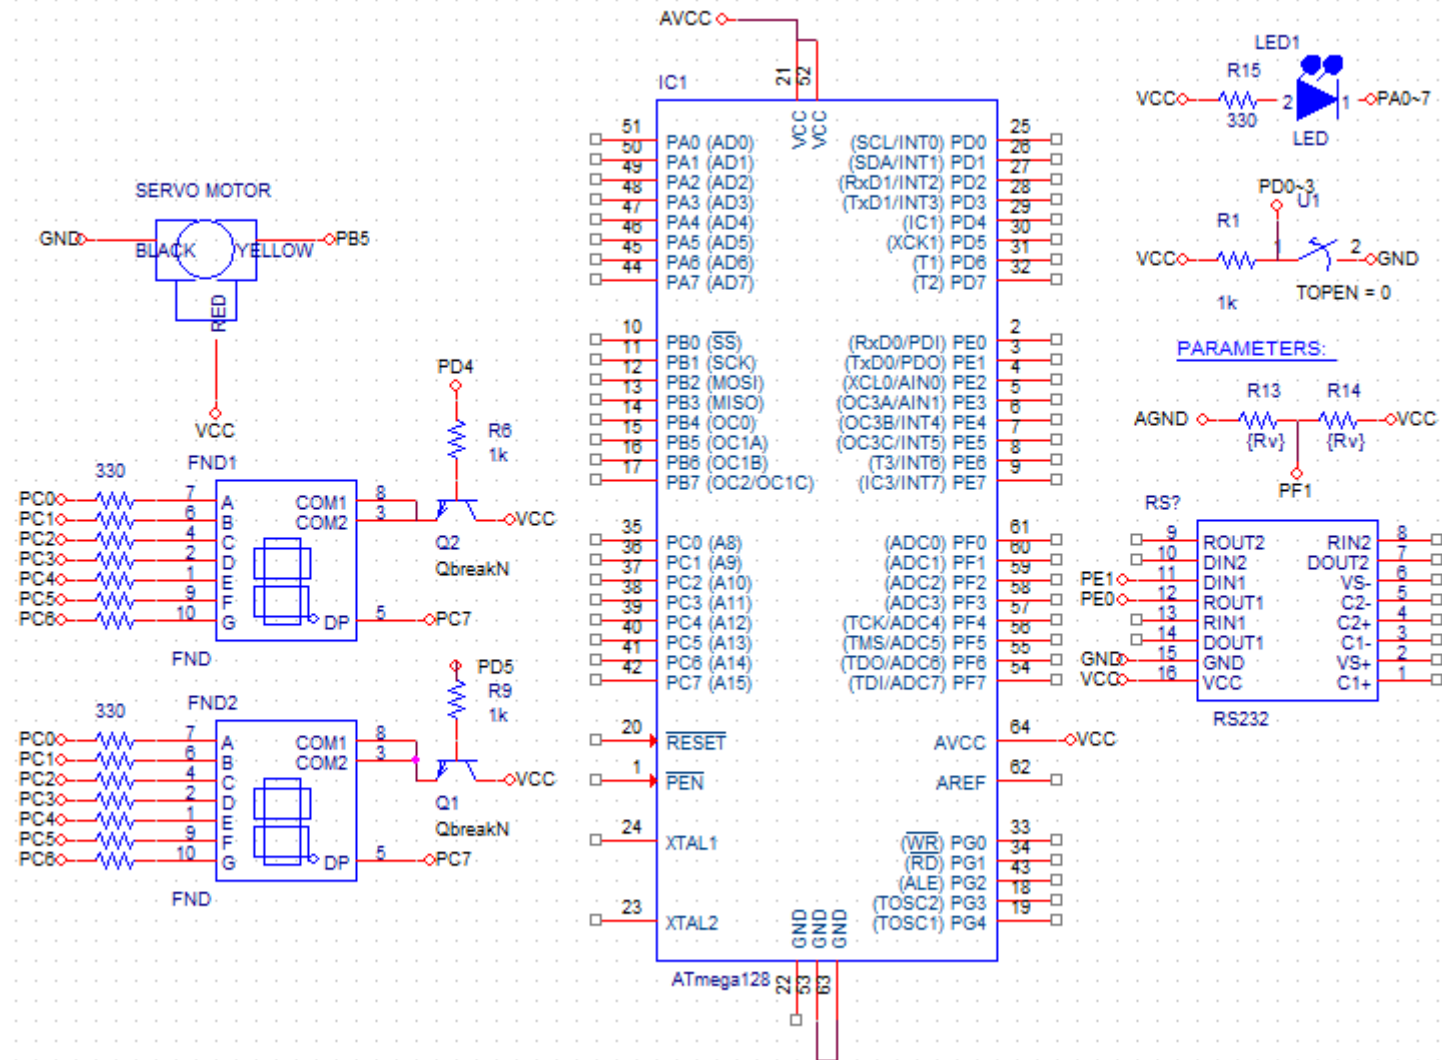 AVCC
21
52
IC1
VCC
VCC
51 PA0 (AD0)
50 PA1 (AD1)
49 PA2 (AD2)
48 PA3 (AD3)
47 PA4 (AD4)
46 PA5 (AD5)
45 PA6 (AD6)
44 PA7 (AD7)
10 PB0 (SS)
11 PB1 (SCK)
12 PB2 (MOSI)
13 PB3 (MISO)
14 PB4 (OC0)
15 PB5 (OC1A)
16 PB6 (OC1B)
17 PB7 (OC2/OC1C)
35 PC0 (A8)
36 PC1 (A9)
37 PC2 (A10)
38 PC3 (A11)
39 PC4 (A12)
40 PC5 (A13)
41 PC6 (A14)
42 PC7 (A15)
20 RESET
1 PEN
24 XTAL1
23 XTAL2
(SCL/INT0) PD0 25
(SDA/INT1) PD1 26
(RxD1/INT2) PD2 27
(TxD1/INT3) PD3 28
(IC1) PD4 29
(XCK1) PD5 30
(T1) PD6 31
(T2) PD7 32
(RxD0/PDI) PE0 2
(TxD0/PDO) PE1 3
(XCL0/AIN0) PE2 4
(OC3A/AIN1) PE3 5
(OC3B/INT4) PE4 6
(OC3C/INT5) PE5 7
(T3/INT6) PE6 8
(IC3/INT7) PE7 9
(ADC0) PF0 61
(ADC1) PF1 60
(ADC2) PF2 59
(ADC3) PF3 58
(TCK/ADC4) PF4 57
(TMS/ADC5) PF5 56
(TDO/ADC6) PF6 55
(TDI/ADC7) PF7 54
AVCC 64 VCC
AREF 62
(WR) PG0 33
(RD) PG1 34
(ALE) PG2 43
(TOSC2) PG3 18
(TOSC1) PG4 19
GND
GND
GND
ATmega128
22
53
63
SERVO MOTOR
GND BLACK YELLOW PB5
RED
VCC
PD4
R6
1k
330 FND1
PC0 7 A COM1 8
PC1 6 B COM2 3 VCC
PC2 4 C
PC3 2 D
PC4 1 E
PC5 9 F
PC6 10 G DP 5 PC7
Q2
QbreakN
FND
PD5
R9
1k
330 FND2
PC0 7 A COM1 8
PC1 6 B COM2 3
PC2 4 C VCC
PC3 2 D
PC4 1 E
PC5 9 F
PC6 10 G DP 5 PC7
Q1
QbreakN
FND
LED1
R15
VCC 2 1 PA0~7
330
LED
PD0~3
U1
R1
VCC 1 2 GND
1k
TOPEN = 0
PARAMETERS:
R13 R14
AGND VCC
{Rv} {Rv}
PF1
RS?
9 ROUT2 RIN2 8
10 DIN2 DOUT2 7
PE1 11 DIN1 VS- 6
PE0 12 ROUT1 C2- 5
13 RIN1 C2+ 4
14 DOUT1 C1- 3
GND 15 GND VS+ 2
VCC 16 VCC C1+ 1
RS232